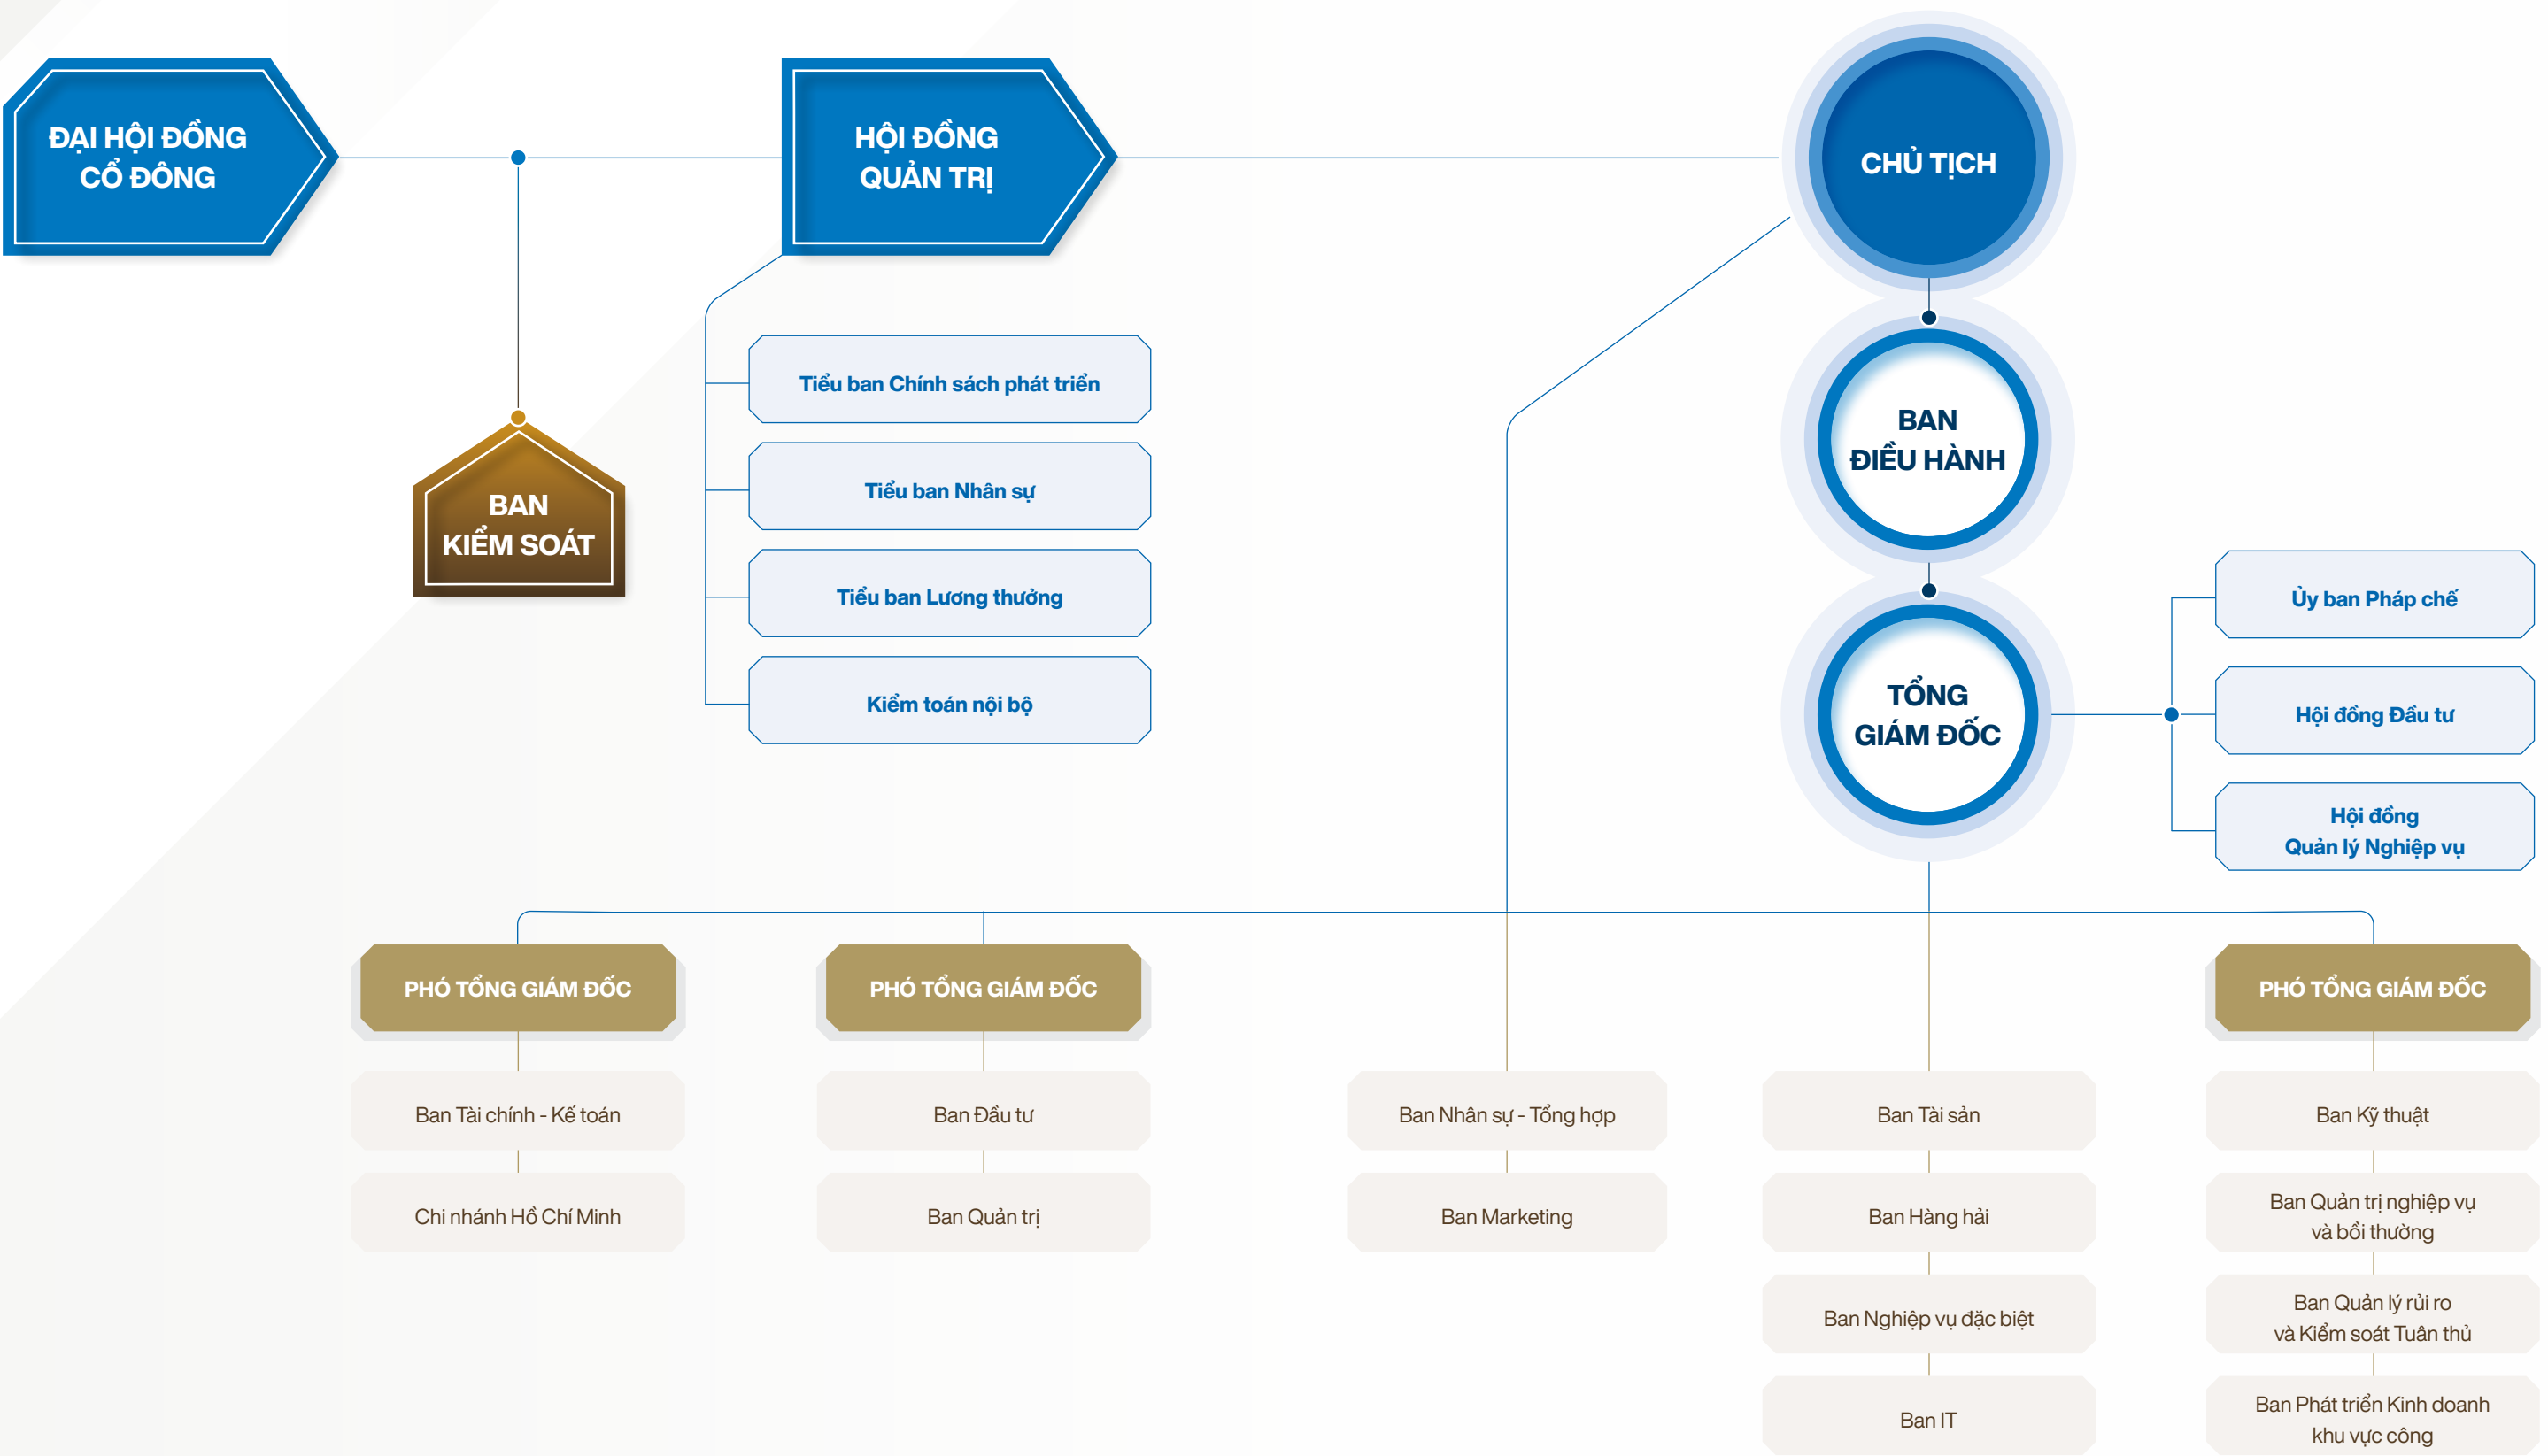 ĐẠI HỘI ĐỒNG
CỔ ĐÔNG
HỘI ĐỒNG
QUẢN TRỊ
CHỦ TỊCH
BAN
KIỂM SOÁT
Tiểu ban Chính sách phát triển
Tiểu ban Nhân sự
Tiểu ban Lương thưởng
Kiểm toán nội bộ
BAN
ĐIỀU HÀNH
TỔNG
GIÁM ĐỐC
Ủy ban Pháp chế
Hội đồng Đầu tư
Hội đồng
Quản lý Nghiệp vụ
PHÓ TỔNG GIÁM ĐỐC
Ban Tài chính - Kế toán
Chi nhánh Hồ Chí Minh
PHÓ TỔNG GIÁM ĐỐC
Ban Đầu tư
Ban Quản trị
Ban Nhân sự - Tổng hợp
Ban Marketing
Ban Tài sản
Ban Hàng hải
Ban Nghiệp vụ đặc biệt
Ban IT
PHÓ TỔNG GIÁM ĐỐC
Ban Kỹ thuật
Ban Quản trị nghiệp vụ
và bồi thường
Ban Quản lý rủi ro
và Kiểm soát Tuân thủ
Ban Phát triển Kinh doanh
khu vực công